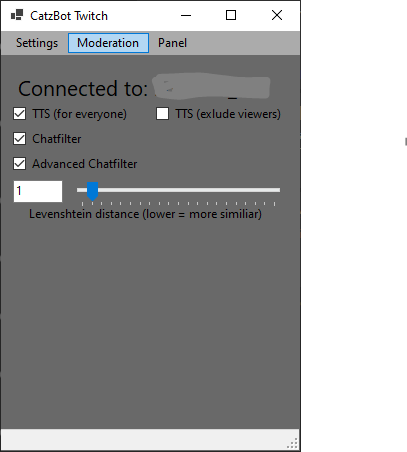 CatzBot Twitch
Settings Moderation Panel
Connected to:
TTS (for everyone) TTS (exlude viewers)
Chatfilter
Advanced Chatfilter
1
Levenshtein distance (lower = more similiar)